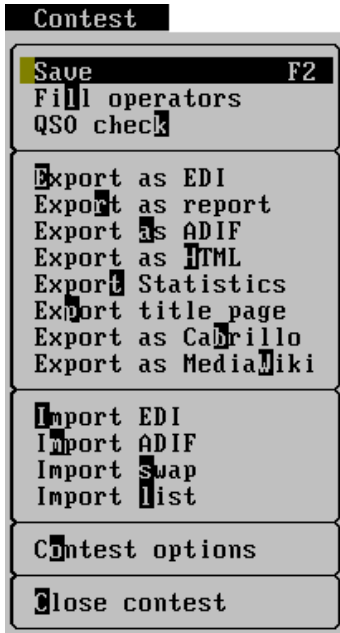 Contest
Save F2
Fill operators
QSO check
Export as EDI
Export as report
Export as ADIF
Export as HTML
Export Statistics
Export title page
Export as Cabrillo
Export as MediaWiki
Import EDI
Import ADIF
Import swap
Import list
Contest options
Close contest